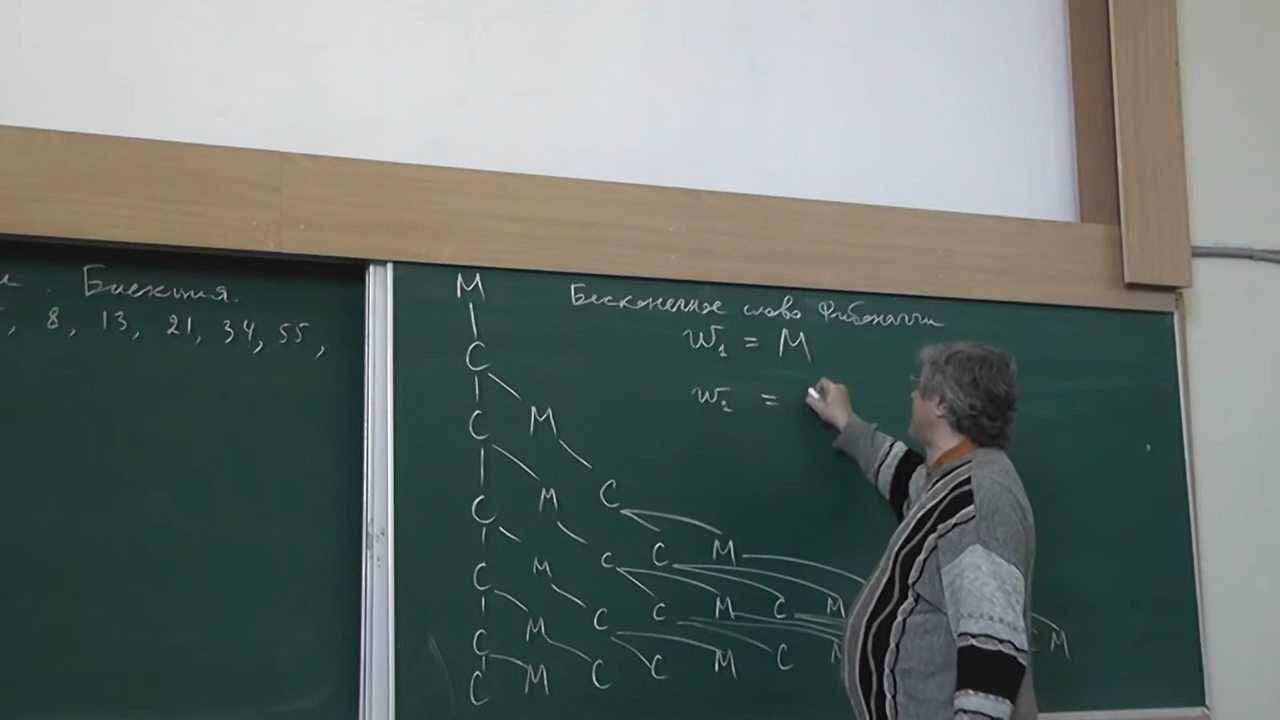 Биекция.
8, 13, 21, 34, 55,
М
Бесконечное слово Фибоначчи
w₁ = М
С
w₂ =
С М
М С
С С М
М С
С С М С М
С М
М С С М С
С С М
С